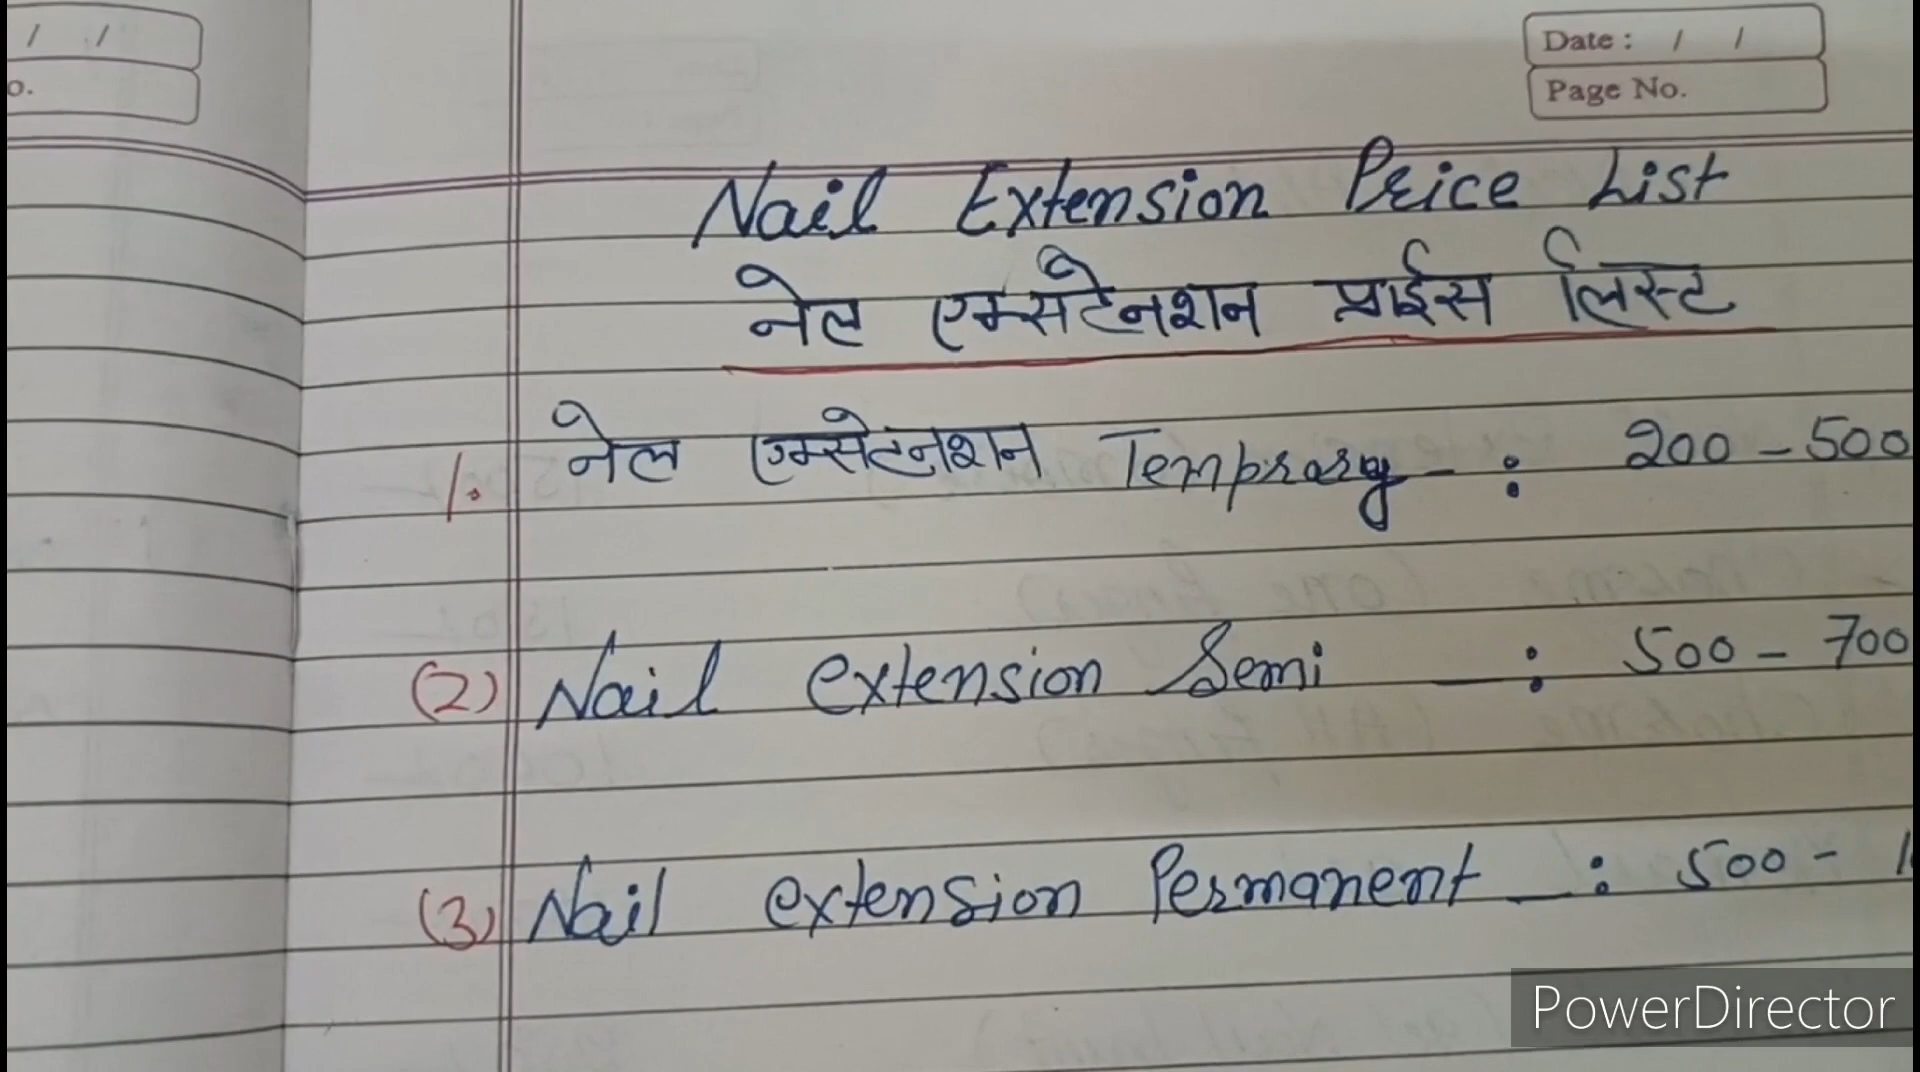 / /
o.
Date : / /
Page No.
Nail Extension Price List
नेल एक्सटेनशन प्राईस लिस्ट
1. नेल एक्सटेनशन Temprary - : 200 - 500
(2) Nail extension Semi - : 500 - 700
(3) Nail extension Permanent - : 500 - 1
PowerDirector